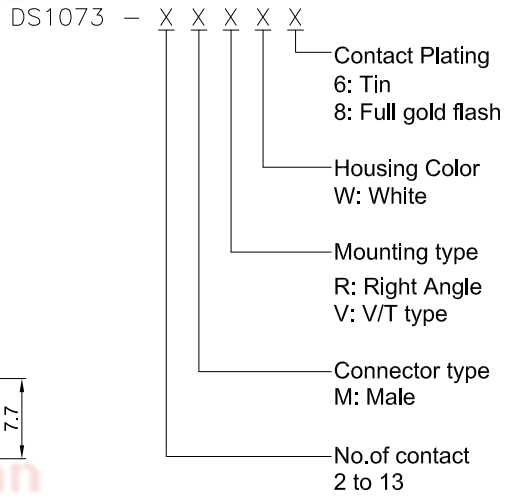 DS1073 - X X X X X
Contact Plating
6: Tin
8: Full gold flash
Housing Color
W: White
Mounting type
R: Right Angle
V: V/T type
Connector type
M: Male
7.7
No.of contact
2 to 13